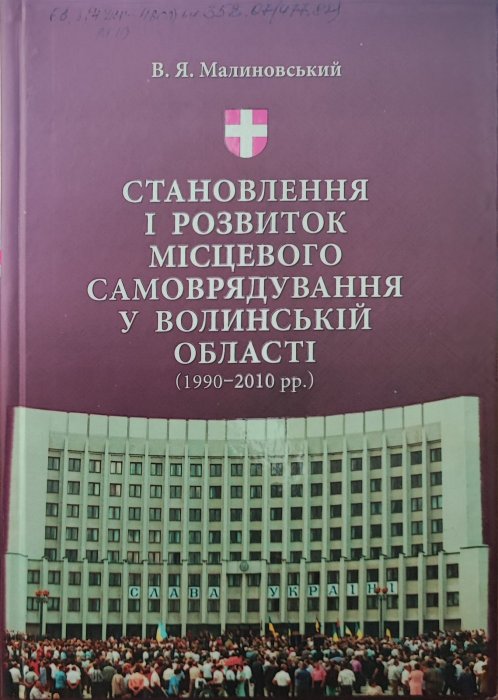 В. Я. Малиновський
СТАНОВЛЕННЯ
І РОЗВИТОК
МІСЦЕВОГО
САМОВРЯДУВАННЯ
У ВОЛИНСЬКІЙ
ОБЛАСТІ
(1990–2010 рр.)
СЛАВА УКРАЇНІ